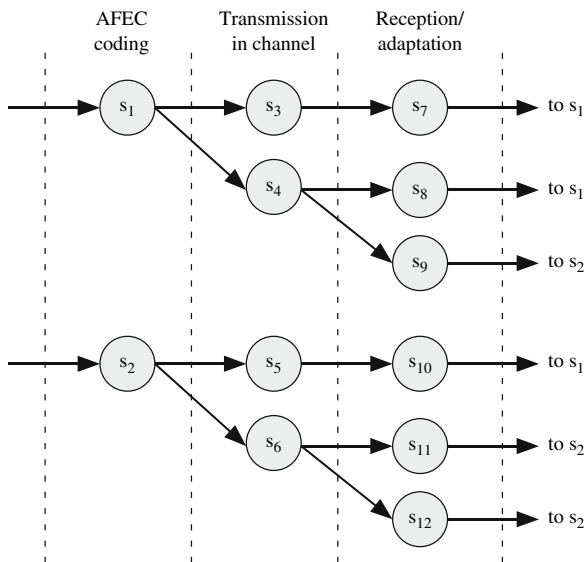 AFEC coding
Transmission in channel
Reception/ adaptation
s1
s3
s7
to s1
s4
s8
to s1
s9
to s2
s2
s5
s10
to s1
s6
s11
to s2
s12
to s2